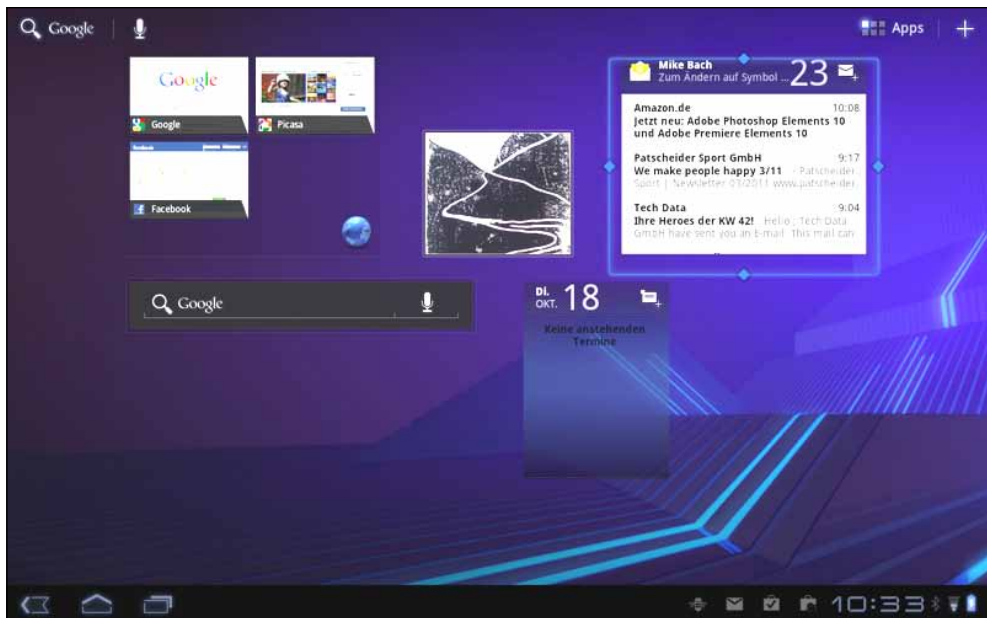 Google
Apps
Google
Google
Picasa
facebook
Facebook
Mike Bach
Zum Ändern auf Symbol ...
23
Amazon.de 10:08
Jetzt neu: Adobe Photoshop Elements 10
und Adobe Premiere Elements 10
Patscheider Sport GmbH 9:17
We make people happy 3/11 - Patscheider
Sport | Newsletter 03/2011 www.patscheider.
Tech Data 9:04
Ihre Heroes der KW 42! Hello , Tech Data
GmbH have sent you an E-mail. This mail can
Google
Di. 18
OKT.
Keine anstehenden
Termine
10:33